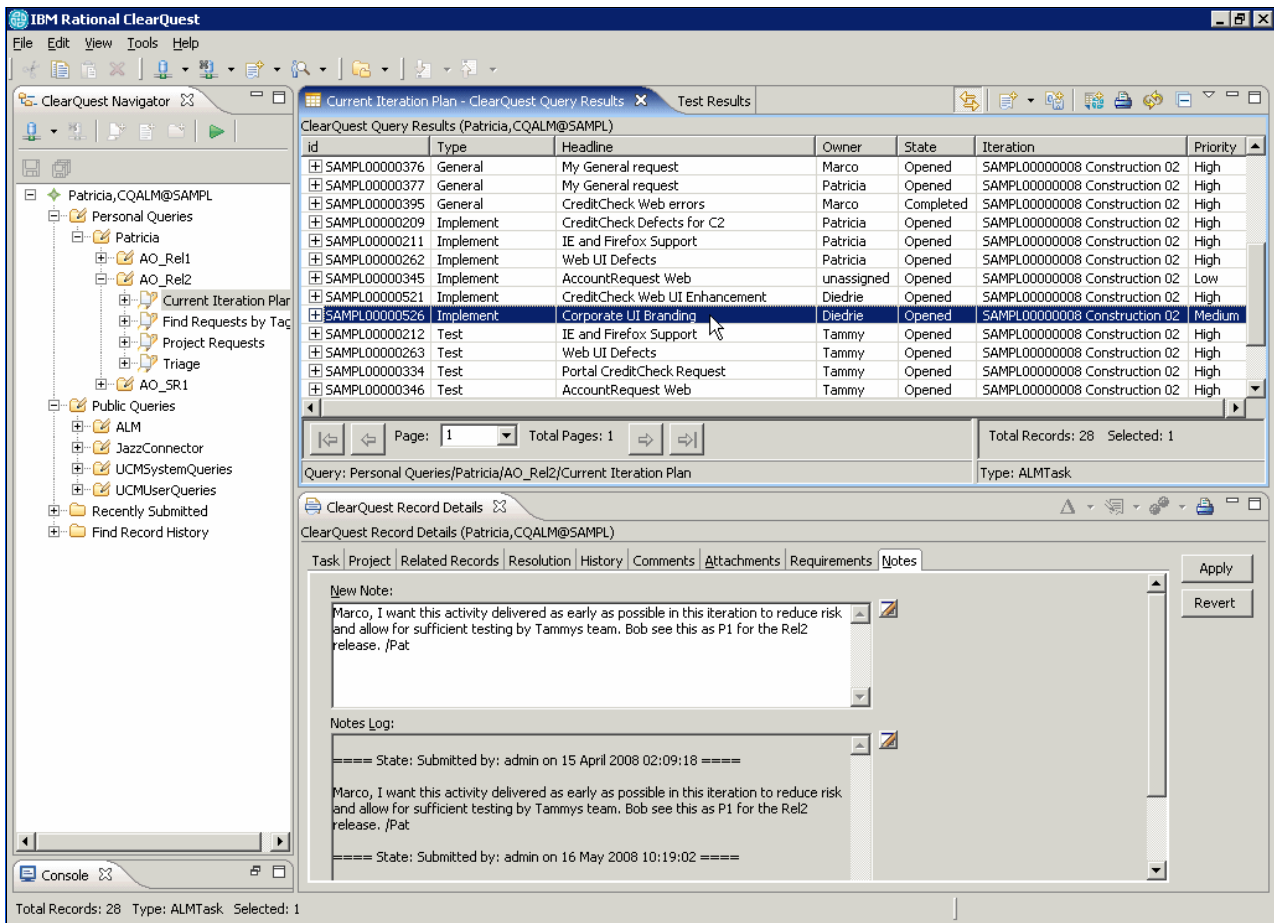 IBM Rational ClearQuest
File Edit View Tools Help
ClearQuest Navigator
Patricia,CQALM@SAMPL
Personal Queries
Patricia
AO_Rel1
AO_Rel2
Current Iteration Plan
Find Requests by Tag
Project Requests
Triage
AO_SR1
Public Queries
ALM
JazzConnector
UCMSystemQueries
UCMUserQueries
Recently Submitted
Find Record History
Console
Current Iteration Plan - ClearQuest Query Results Test Results
ClearQuest Query Results (Patricia,CQALM@SAMPL)
id Type Headline Owner State Iteration Priority
SAMPL00000376 General My General request Marco Opened SAMPL00000008 Construction 02 High
SAMPL00000377 General My General request Patricia Opened SAMPL00000008 Construction 02 High
SAMPL00000395 General CreditCheck Web errors Marco Completed SAMPL00000008 Construction 02 High
SAMPL00000209 Implement CreditCheck Defects for C2 Patricia Opened SAMPL00000008 Construction 02 High
SAMPL00000211 Implement IE and Firefox Support Patricia Opened SAMPL00000008 Construction 02 High
SAMPL00000262 Implement Web UI Defects Patricia Opened SAMPL00000008 Construction 02 High
SAMPL00000345 Implement AccountRequest Web unassigned Opened SAMPL00000008 Construction 02 Low
SAMPL00000521 Implement CreditCheck Web UI Enhancement Diedrie Opened SAMPL00000008 Construction 02 High
SAMPL00000526 Implement Corporate UI Branding Diedrie Opened SAMPL00000008 Construction 02 Medium
SAMPL00000212 Test IE and Firefox Support Tammy Opened SAMPL00000008 Construction 02 High
SAMPL00000263 Test Web UI Defects Tammy Opened SAMPL00000008 Construction 02 High
SAMPL00000334 Test Portal CreditCheck Request Tammy Opened SAMPL00000008 Construction 02 High
SAMPL00000346 Test AccountRequest Web Tammy Opened SAMPL00000008 Construction 02 High
Page: 1 Total Pages: 1 Total Records: 28 Selected: 1
Query: Personal Queries/Patricia/AO_Rel2/Current Iteration Plan Type: ALMTask
ClearQuest Record Details
ClearQuest Record Details (Patricia,CQALM@SAMPL)
Task Project Related Records Resolution History Comments Attachments Requirements Notes
Apply
Revert
New Note:
Marco, I want this activity delivered as early as possible in this iteration to reduce risk
and allow for sufficient testing by Tammys team. Bob see this as P1 for the Rel2
release. /Pat
Notes Log:
==== State: Submitted by: admin on 15 April 2008 02:09:18 ====
Marco, I want this activity delivered as early as possible in this iteration to reduce risk
and allow for sufficient testing by Tammys team. Bob see this as P1 for the Rel2
release. /Pat
==== State: Submitted by: admin on 16 May 2008 10:19:02 ====
Total Records: 28 Type: ALMTask Selected: 1